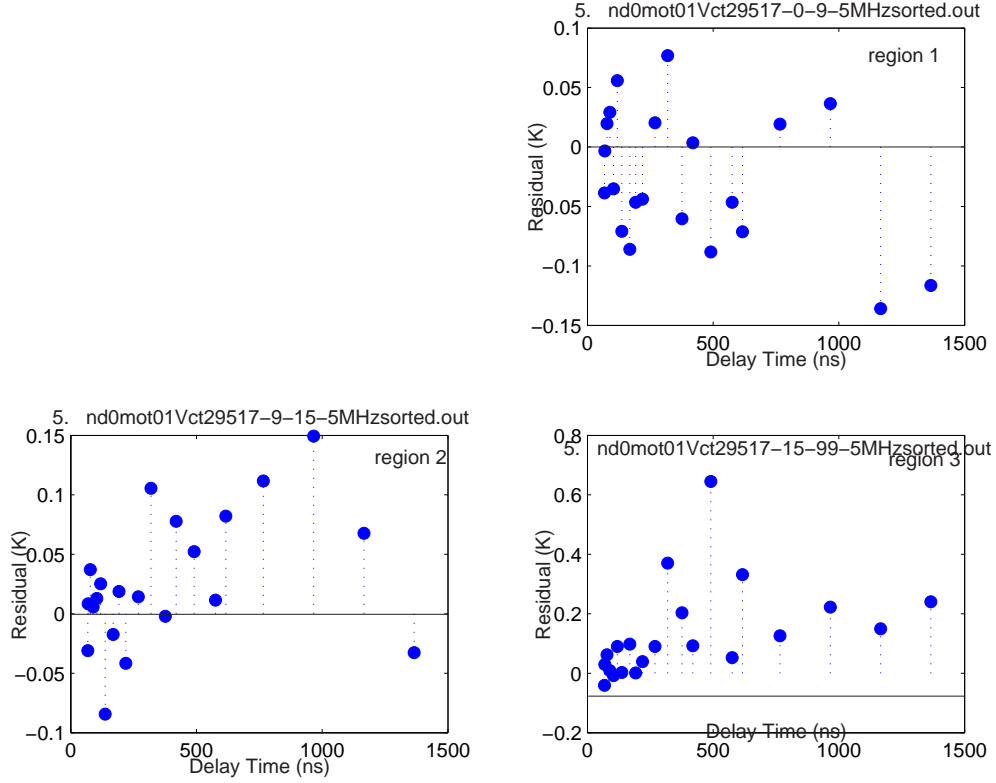 5. nd0mot01Vct29517−0−9−5MHzsorted.out
region 1
0.1
0.05
0
−0.05
−0.1
−0.15
Residual (K)
0 500 1000 1500
Delay Time (ns)
5. nd0mot01Vct29517−9−15−5MHzsorted.out
region 2
0.15
0.1
0.05
0
−0.05
−0.1
Residual (K)
0 500 1000 1500
Delay Time (ns)
5. nd0mot01Vct29517−15−99−5MHzsorted.out
region 3
0.8
0.6
0.4
0.2
0
−0.2
Residual (K)
Delay Time (ns)
0 500 1000 1500